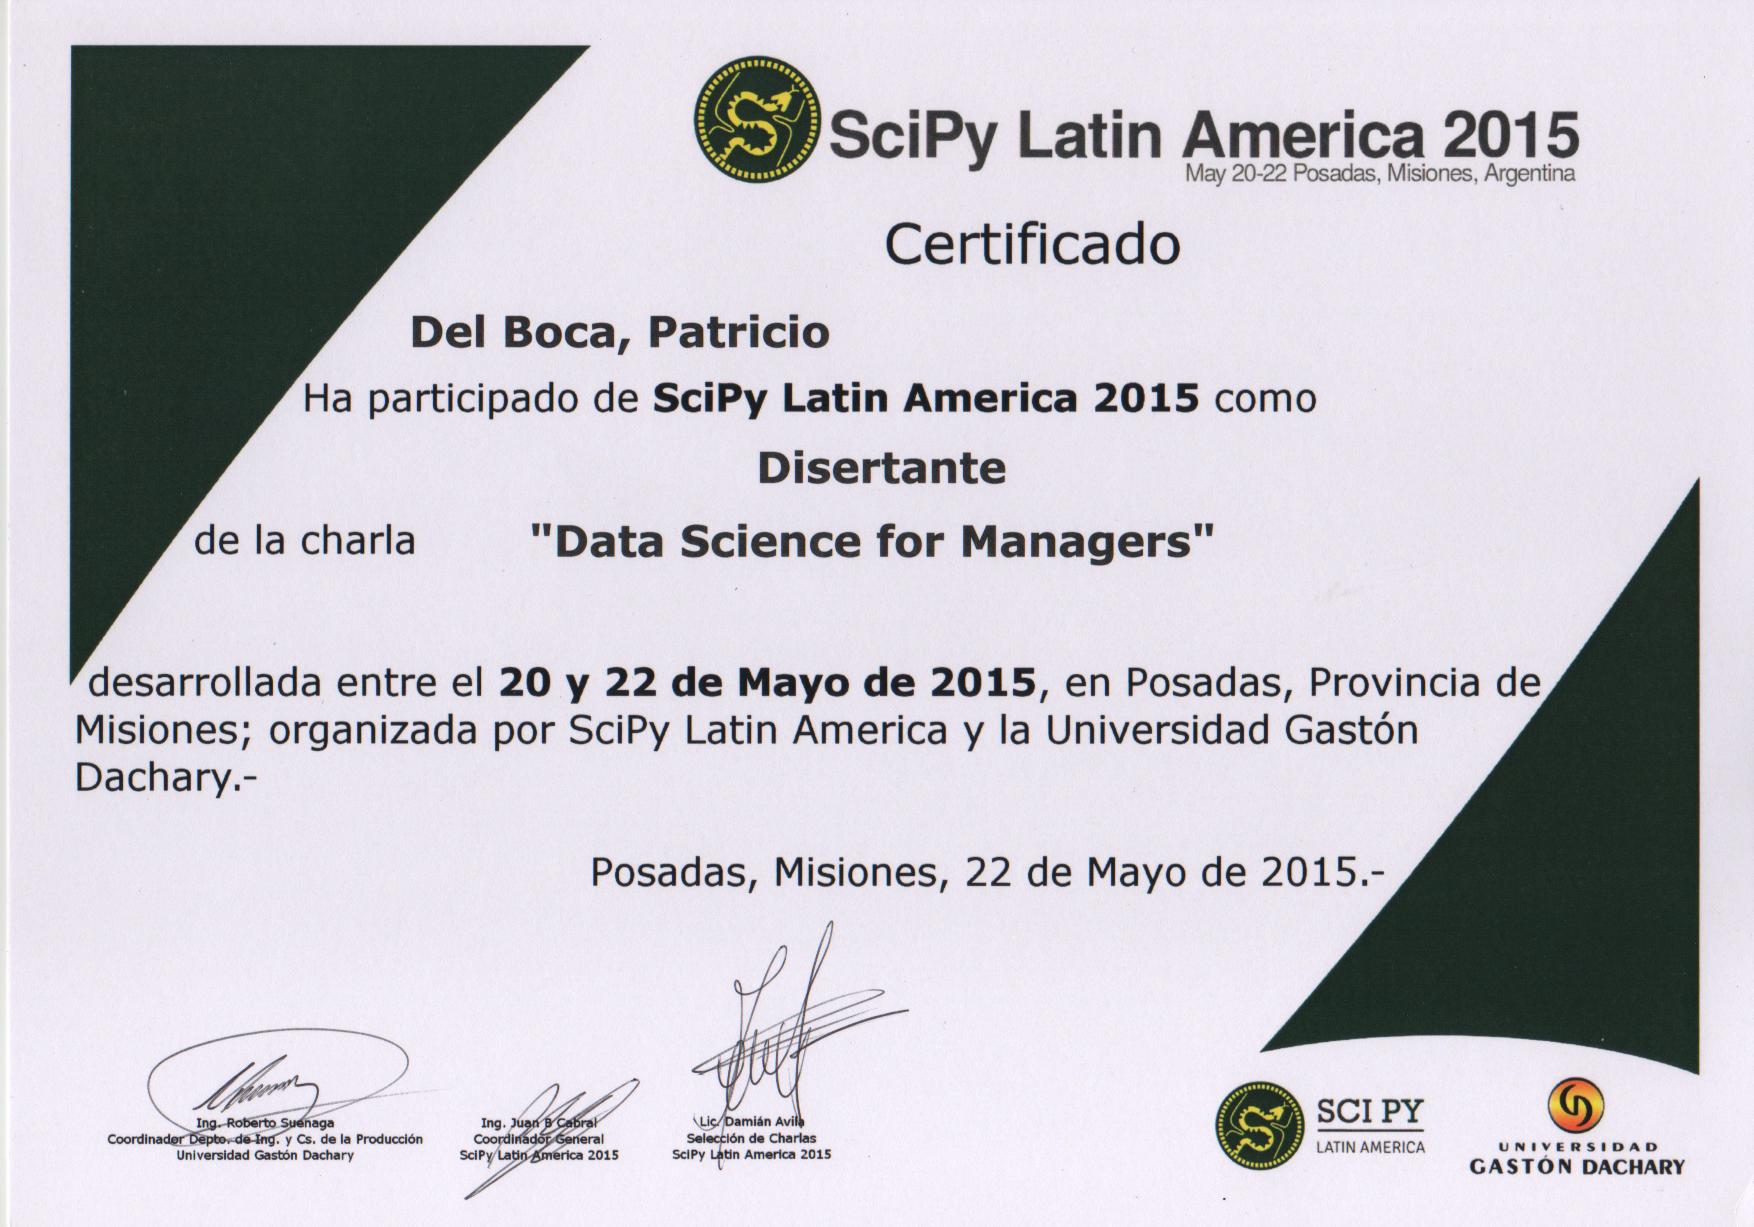 SciPy Latin America 2015
May 20-22 Posadas, Misiones, Argentina
Certificado
Del Boca, Patricio
Ha participado de SciPy Latin America 2015 como
Disertante
de la charla "Data Science for Managers"
desarrollada entre el 20 y 22 de Mayo de 2015, en Posadas, Provincia de
Misiones; organizada por SciPy Latin America y la Universidad Gastón
Dachary.-
Posadas, Misiones, 22 de Mayo de 2015.-
Ing. Roberto Suenaga
Coordinador Depto. de Ing. y Cs. de la Producción
Universidad Gastón Dachary
Ing. Juan B Cabral
Coordinador General
SciPy Latin America 2015
Lic. Damián Avila
Selección de Charlas
SciPy Latin America 2015
SCI PY
LATIN AMERICA
UNIVERSIDAD
GASTÓN DACHARY